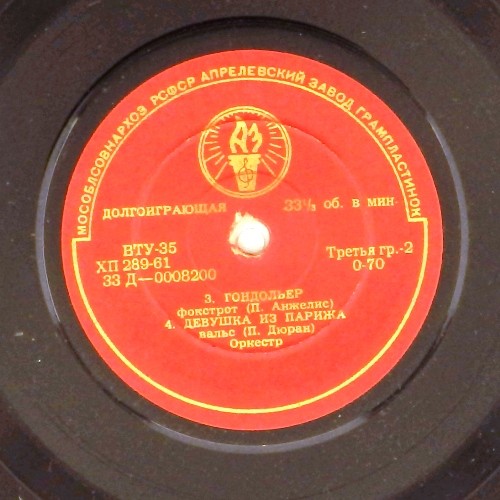 МОСОБЛСОВНАРХОЗ РСФСР АПРЕЛЕВСКИЙ ЗАВОД ГРАМПЛАСТИНОК
АЗ
ДОЛГОИГРАЮЩАЯ 33⅓ об. в мин-
ВТУ-35 Третья гр.-2
ХП 289-61 0-70
33 Д—0008200
3. ГОНДОЛЬЕР
фокстрот (П. Анжелис)
4. ДЕВУШКА ИЗ ПАРИЖА
вальс (П. Дюран)
Оркестр